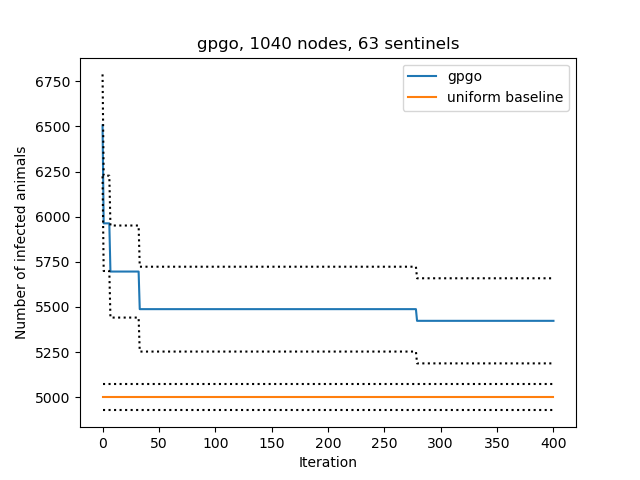 gpgo, 1040 nodes, 63 sentinels
gpgo
uniform baseline
Number of infected animals
6750
6500
6250
6000
5750
5500
5250
5000
0 50 100 150 200 250 300 350 400
Iteration